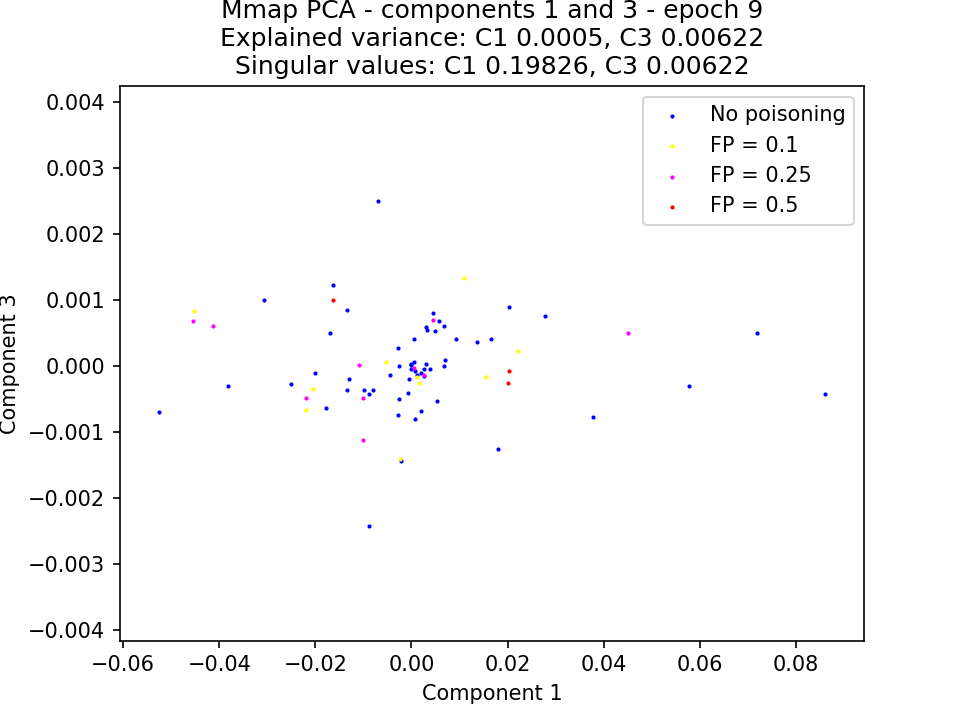 Mmap PCA - components 1 and 3 - epoch 9
Explained variance: C1 0.0005, C3 0.00622
Singular values: C1 0.19826, C3 0.00622
No poisoning
FP = 0.1
FP = 0.25
FP = 0.5
Component 3
0.004
0.003
0.002
0.001
0.000
−0.001
−0.002
−0.003
−0.004
−0.06 −0.04 −0.02 0.00 0.02 0.04 0.06 0.08
Component 1